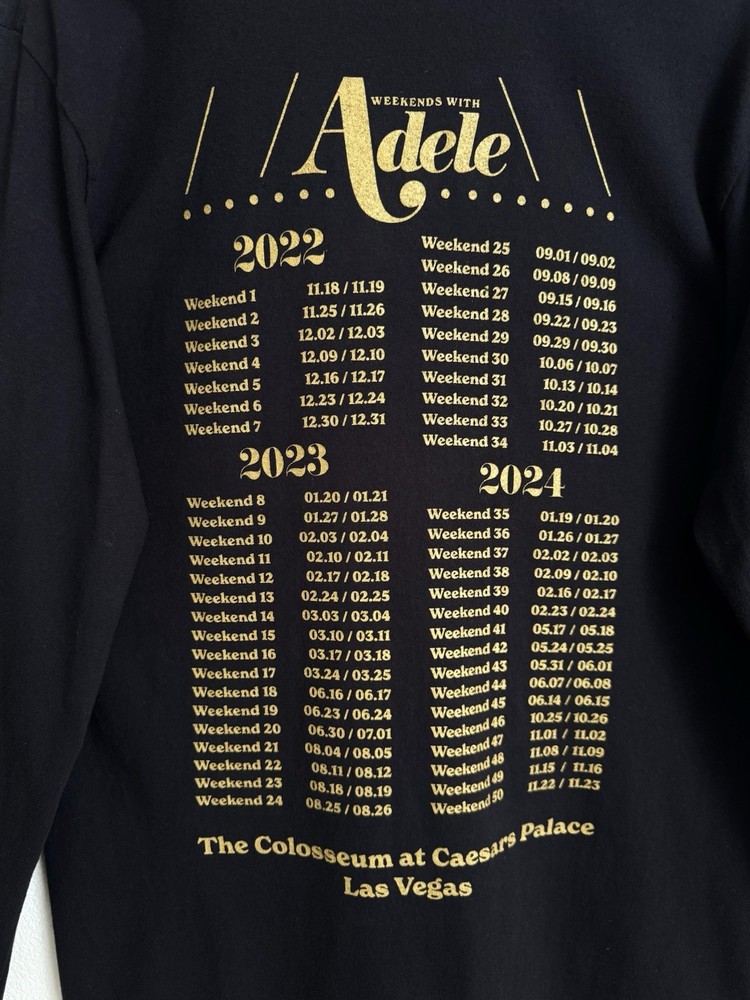 WEEKENDS WITH
Adele
2022
Weekend 1 11.18 / 11.19
Weekend 2 11.25 / 11.26
Weekend 3 12.02 / 12.03
Weekend 4 12.09 / 12.10
Weekend 5 12.16 / 12.17
Weekend 6 12.23 / 12.24
Weekend 7 12.30 / 12.31
2023
Weekend 8 01.20 / 01.21
Weekend 9 01.27 / 01.28
Weekend 10 02.03 / 02.04
Weekend 11 02.10 / 02.11
Weekend 12 02.17 / 02.18
Weekend 13 02.24 / 02.25
Weekend 14 03.03 / 03.04
Weekend 15 03.10 / 03.11
Weekend 16 03.17 / 03.18
Weekend 17 03.24 / 03.25
Weekend 18 06.16 / 06.17
Weekend 19 06.23 / 06.24
Weekend 20 06.30 / 07.01
Weekend 21 08.04 / 08.05
Weekend 22 08.11 / 08.12
Weekend 23 08.18 / 08.19
Weekend 24 08.25 / 08.26
Weekend 25 09.01 / 09.02
Weekend 26 09.08 / 09.09
Weekend 27 09.15 / 09.16
Weekend 28 09.22 / 09.23
Weekend 29 09.29 / 09.30
Weekend 30 10.06 / 10.07
Weekend 31 10.13 / 10.14
Weekend 32 10.20 / 10.21
Weekend 33 10.27 / 10.28
Weekend 34 11.03 / 11.04
2024
Weekend 35 01.19 / 01.20
Weekend 36 01.26 / 01.27
Weekend 37 02.02 / 02.03
Weekend 38 02.09 / 02.10
Weekend 39 02.16 / 02.17
Weekend 40 02.23 / 02.24
Weekend 41 05.17 / 05.18
Weekend 42 05.24 / 05.25
Weekend 43 05.31 / 06.01
Weekend 44 06.07 / 06.08
Weekend 45 06.14 / 06.15
Weekend 46 10.25 / 10.26
Weekend 47 11.01 / 11.02
Weekend 48 11.08 / 11.09
Weekend 49 11.15 / 11.16
Weekend 50 11.22 / 11.23
The Colosseum at Caesars Palace
Las Vegas